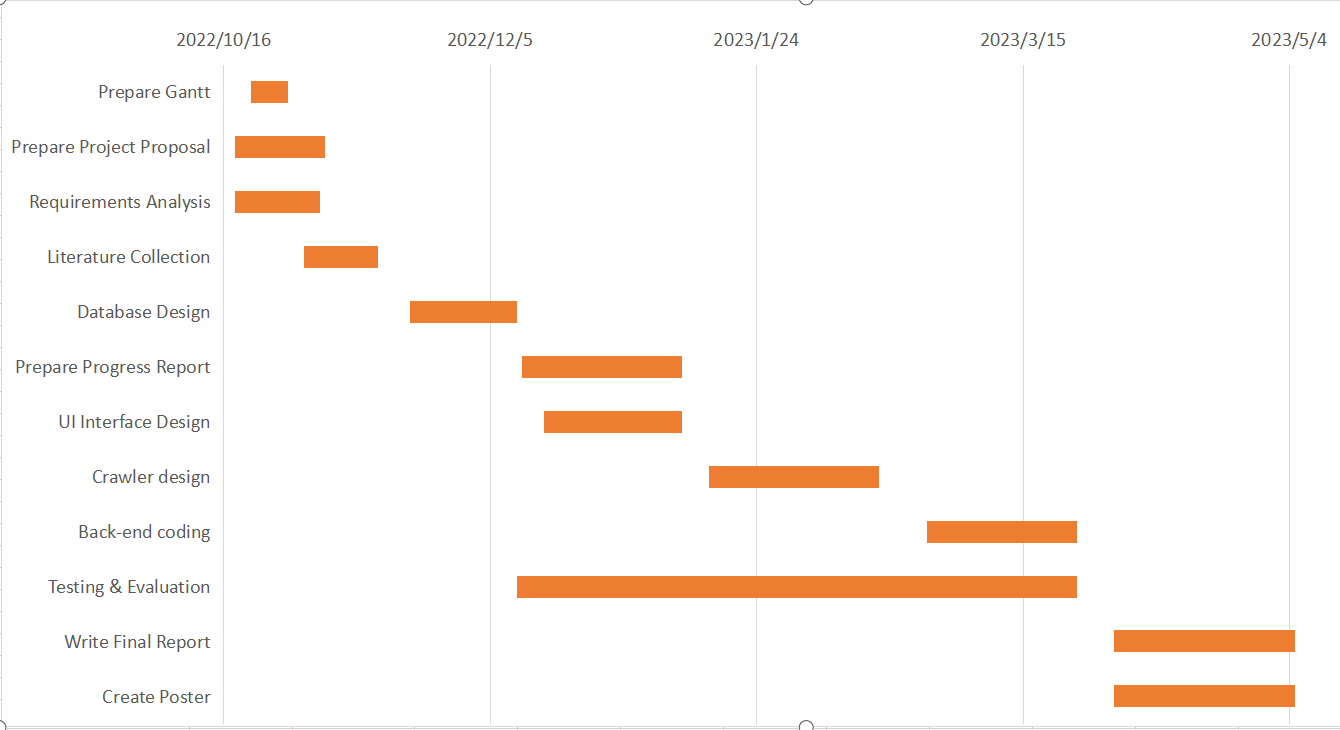 2022/10/16 2022/12/5 2023/1/24 2023/3/15 2023/5/4
Prepare Gantt
Prepare Project Proposal
Requirements Analysis
Literature Collection
Database Design
Prepare Progress Report
UI Interface Design
Crawler design
Back-end coding
Testing & Evaluation
Write Final Report
Create Poster